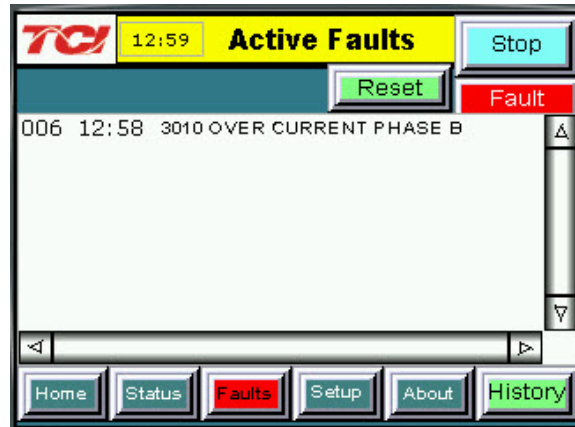 TCI 12:59 Active Faults Stop
Reset Fault
006 12:58 3010 OVER CURRENT PHASE B
Home Status Faults Setup About History